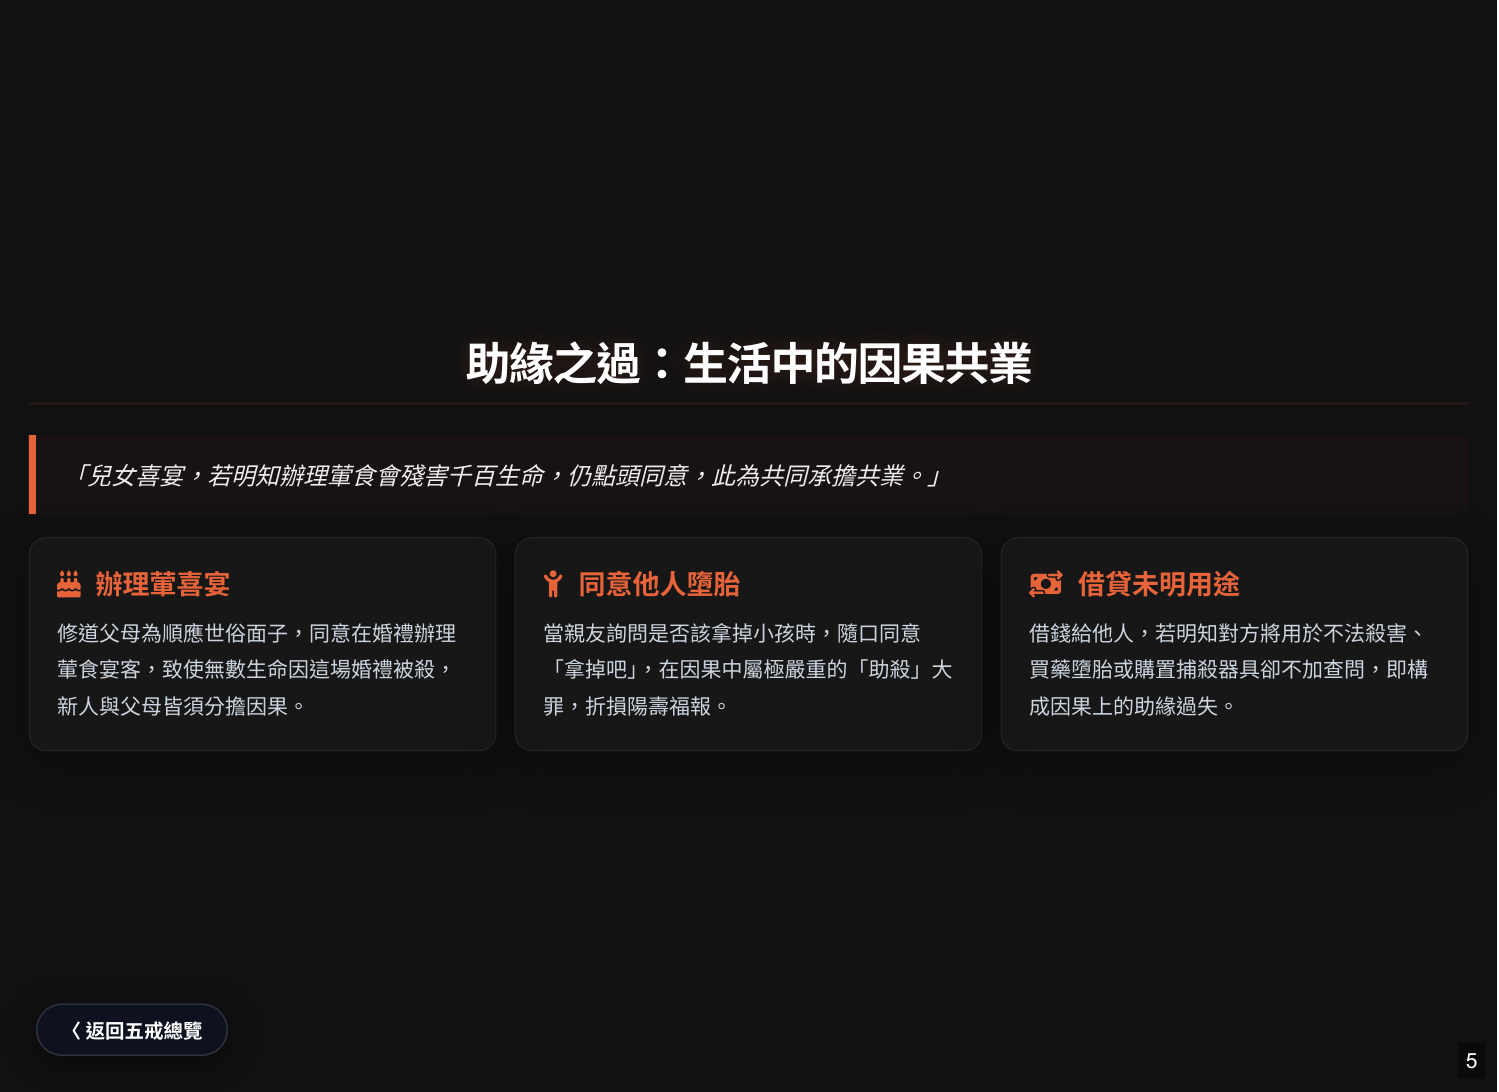 助緣之過：生活中的因果共業
「兒女喜宴，若明知辦理葷食會殘害千百生命，仍點頭同意，此為共同承擔共業。」
辦理葷喜宴
修道父母為順應世俗面子，同意在婚禮辦理
葷食宴客，致使無數生命因這場婚禮被殺，
新人與父母皆須分擔因果。
同意他人墮胎
當親友詢問是否該拿掉小孩時，隨口同意
「拿掉吧」，在因果中屬極嚴重的「助殺」大
罪，折損陽壽福報。
借貸未明用途
借錢給他人，若明知對方將用於不法殺害、
買藥墮胎或購置捕殺器具卻不加查問，即構
成因果上的助緣過失。
〈 返回五戒總覽
5